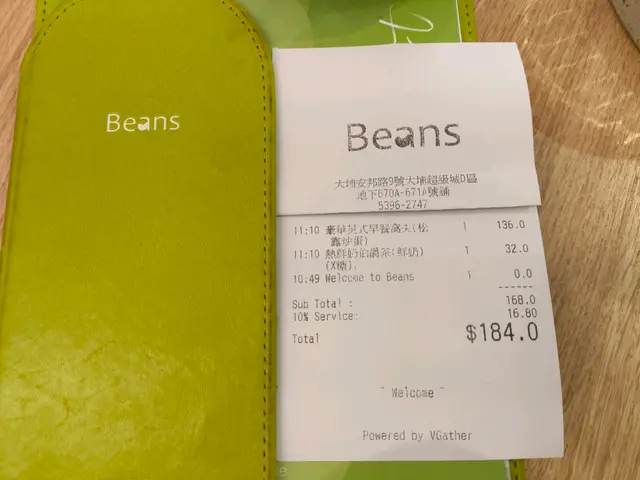 Beans
Beans
大埔安邦路9號大埔超級城D區
地下670A-671A號舖
5396-2747
11:10 豪華英式早餐窩夫(松 1 136.0
露炒蛋)
11:10 熱鮮奶伯爵茶(鮮奶) 1 32.0
(X糖).
10:49 Welcome to Beans 1 0.0
------
Sub Total : 168.0
10% Service: 16.80
Total $184.0
~ Welcome ~
Powered by VGather